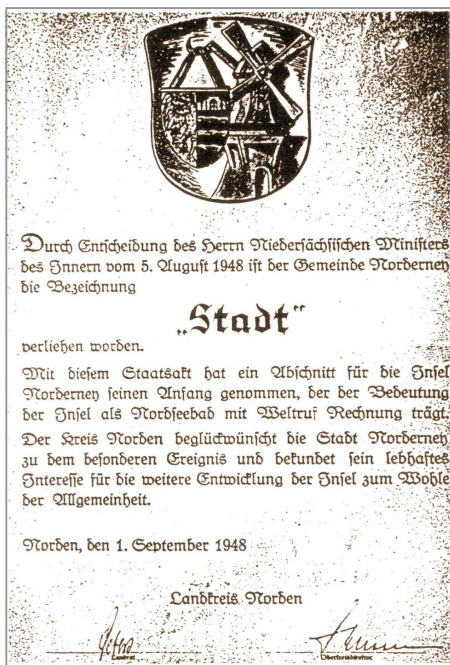 Durch Entscheidung des Herrn Niedersächsischen Ministers
des Innern vom 5. August 1948 ist der Gemeinde Norderney
die Bezeichnung
„Stadt“
verliehen worden.
Mit diesem Staatsakt hat ein Abschnitt für die Insel
Norderney seinen Anfang genommen, der der Bedeutung
der Insel als Nordseebad mit Weltruf Rechnung trägt.
Der Kreis Norden beglückwünscht die Stadt Norderney
zu dem besonderen Ereignis und bekundet sein lebhaftes
Interesse für die weitere Entwicklung der Insel zum Wohle
der Allgemeinheit.
Norden, den 1. September 1948
Landkreis Norden
Landrat Oberkreisdirektor